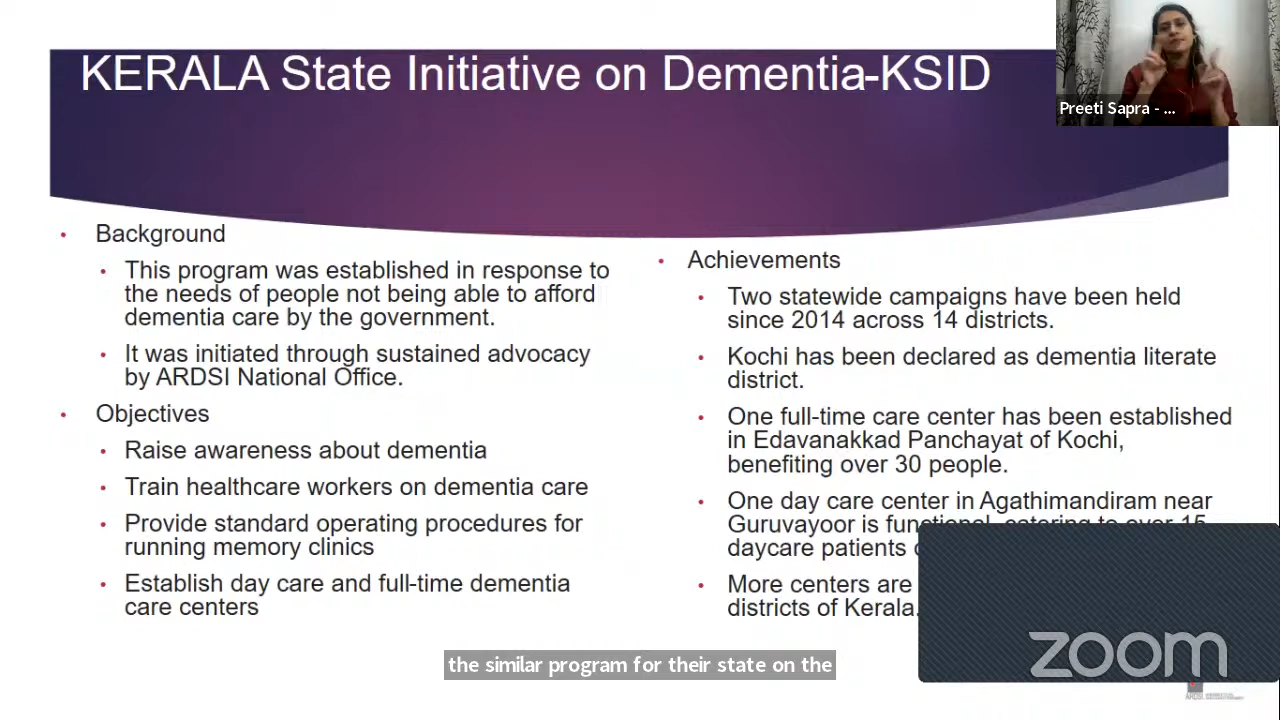 KERALA State Initiative on Dementia-KSID
Preeti Sapra - ...
Background
This program was established in response to
the needs of people not being able to afford
dementia care by the government.
It was initiated through sustained advocacy
by ARDSI National Office.
Objectives
Raise awareness about dementia
Train healthcare workers on dementia care
Provide standard operating procedures for
running memory clinics
Establish day care and full-time dementia
care centers
Achievements
Two statewide campaigns have been held
since 2014 across 14 districts.
Kochi has been declared as dementia literate
district.
One full-time care center has been established
in Edavanakkad Panchayat of Kochi,
benefiting over 30 people.
One day care center in Agathimandiram near
Guruvayoor is functional, catering to over 15
daycare patients
More centers are
districts of Kerala.
the similar program for their state on the
zoom
ARDSI